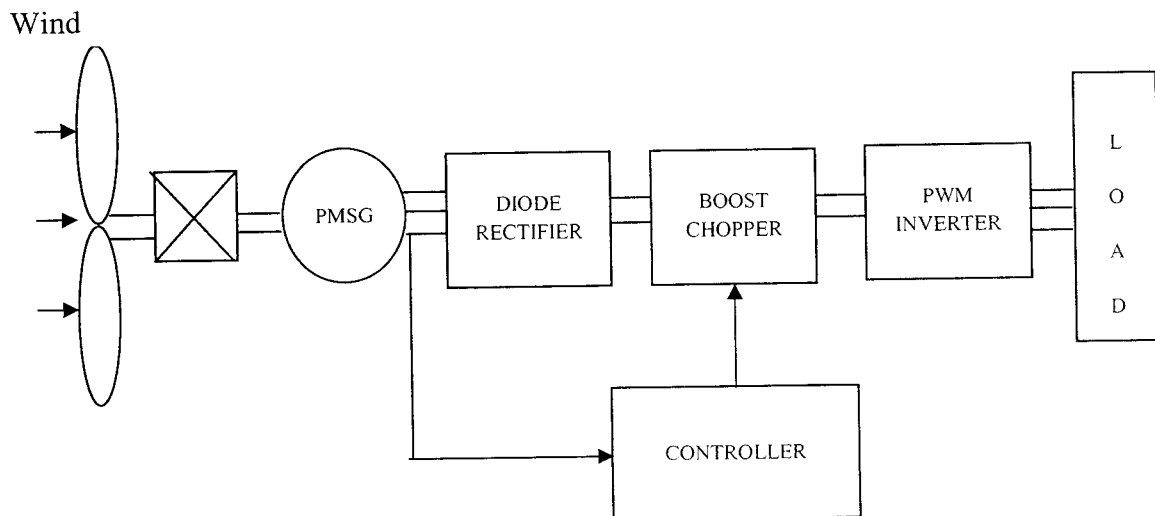 Wind
PMSG
DIODE
RECTIFIER
BOOST
CHOPPER
PWM
INVERTER
L
O
A
D
CONTROLLER